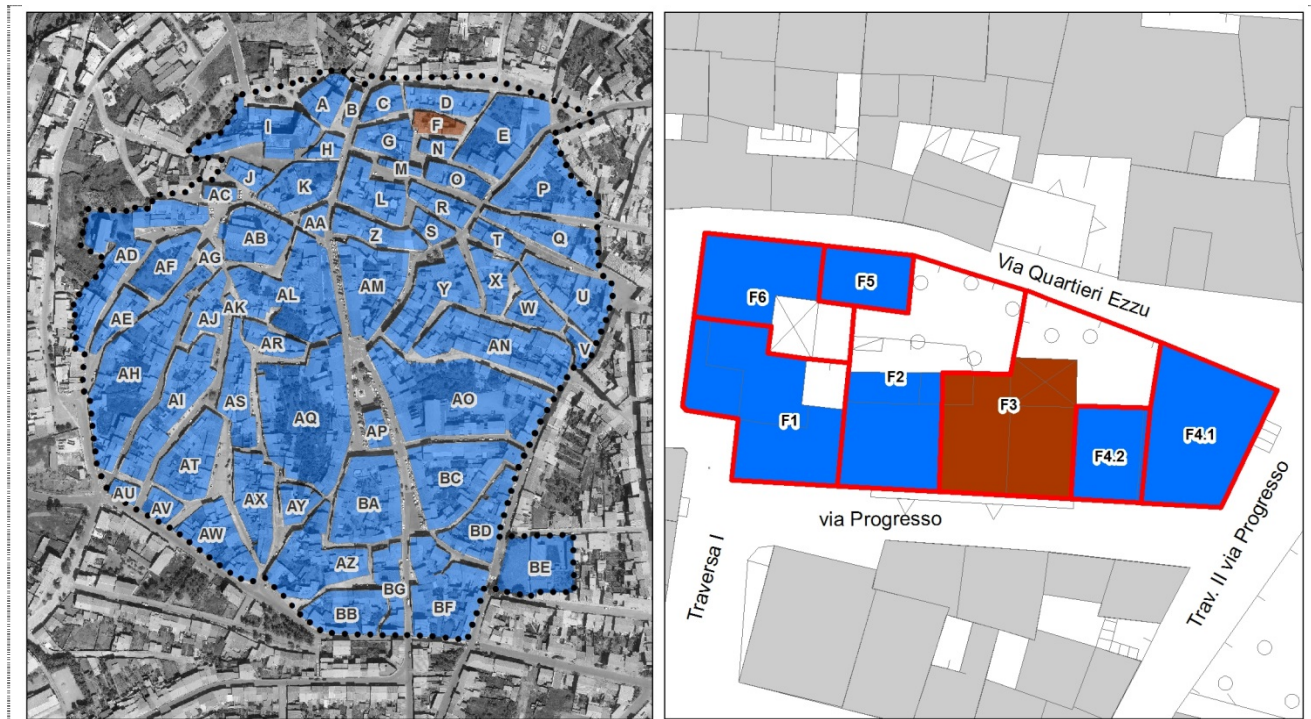 A
B
C
D
F
E
I
G
H
N
M
J
K
O
P
AC
L
R
AA
S
AB
Z
T
Q
AD
AF
AG
AL
AM
Y
X
U
AE
AK
W
AJ
AR
AN
V
AH
AI
AS
AO
AQ
AP
AT
BC
AU
AX
AY
BA
AV
AW
BD
AZ
BE
BG
BB
BF
Via Quartieri Ezzu
F6
F5
F2
F3
F1
F4.2
F4.1
via Progresso
Traversa I
Trav. II via Progresso